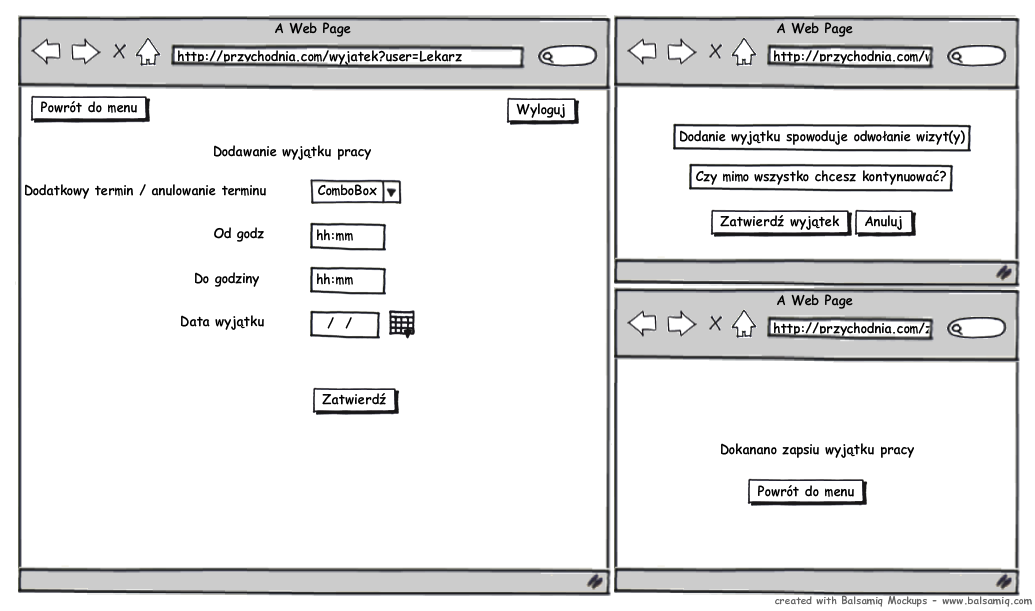 A Web Page
http://przychodnia.com/wyjatek?user=Lekarz
Powrót do menu
Wyloguj
Dodawanie wyjątku pracy
Dodatkowy termin / anulowanie terminu
ComboBox
Od godz
hh:mm
Do godziny
hh:mm
Data wyjątku
/ /
Zatwierdź
A Web Page
http://przychodnia.com/
Dodanie wyjątku spowoduje odwołanie wizyt(y)
Czy mimo wszystko chcesz kontynuować?
Zatwierdź wyjątek
Anuluj
A Web Page
http://przychodnia.com/z
Dokanano zapsiu wyjątku pracy
Powrót do menu
created with Balsamiq Mockups - www.balsamiq.com